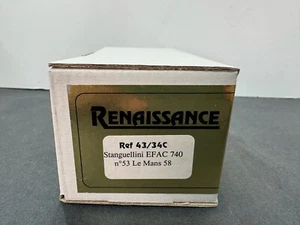 RENAISSANCE
Ref 43/34C
Stanguellini EFAC 740
n°53 Le Mans 58